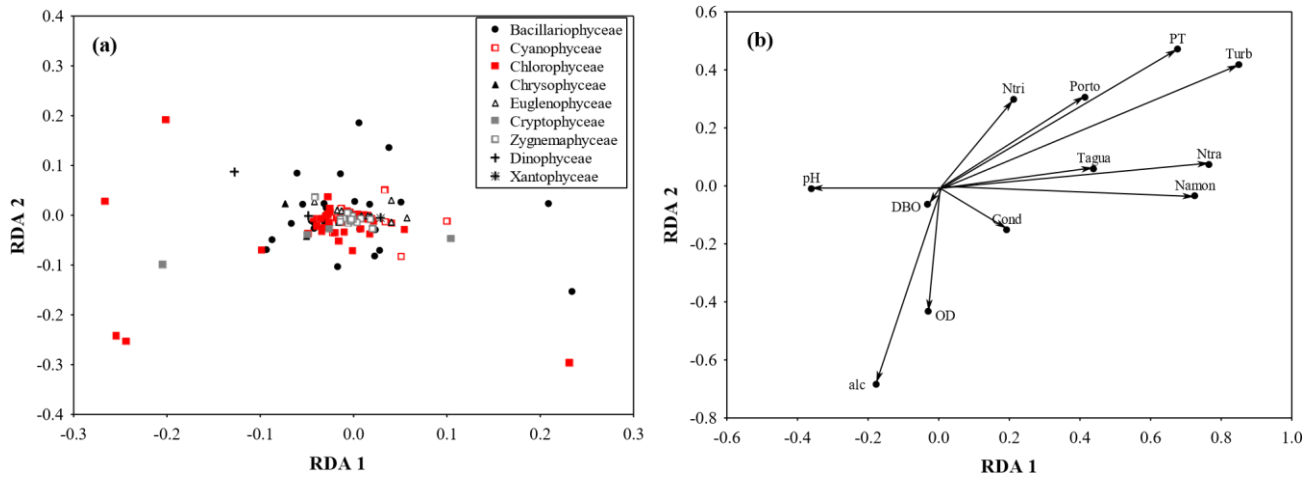 (a)
Bacillariophyceae
Cyanophyceae
Chlorophyceae
Chrysophyceae
Euglenophyceae
Cryptophyceae
Zygnemaphyceae
Dinophyceae
Xantophyceae
0.4
0.3
0.2
0.1
0.0
-0.1
-0.2
-0.3
-0.4
RDA 2
-0.3 -0.2 -0.1 0.0 0.1 0.2 0.3
RDA 1
(b)
PT
Turb
Ntri
Porto
Tagua
Ntra
pH
Namon
DBO
Cond
OD
alc
0.6
0.4
0.2
0.0
-0.2
-0.4
-0.6
-0.8
RDA 2
-0.6 -0.4 -0.2 0.0 0.2 0.4 0.6 0.8 1.0
RDA 1